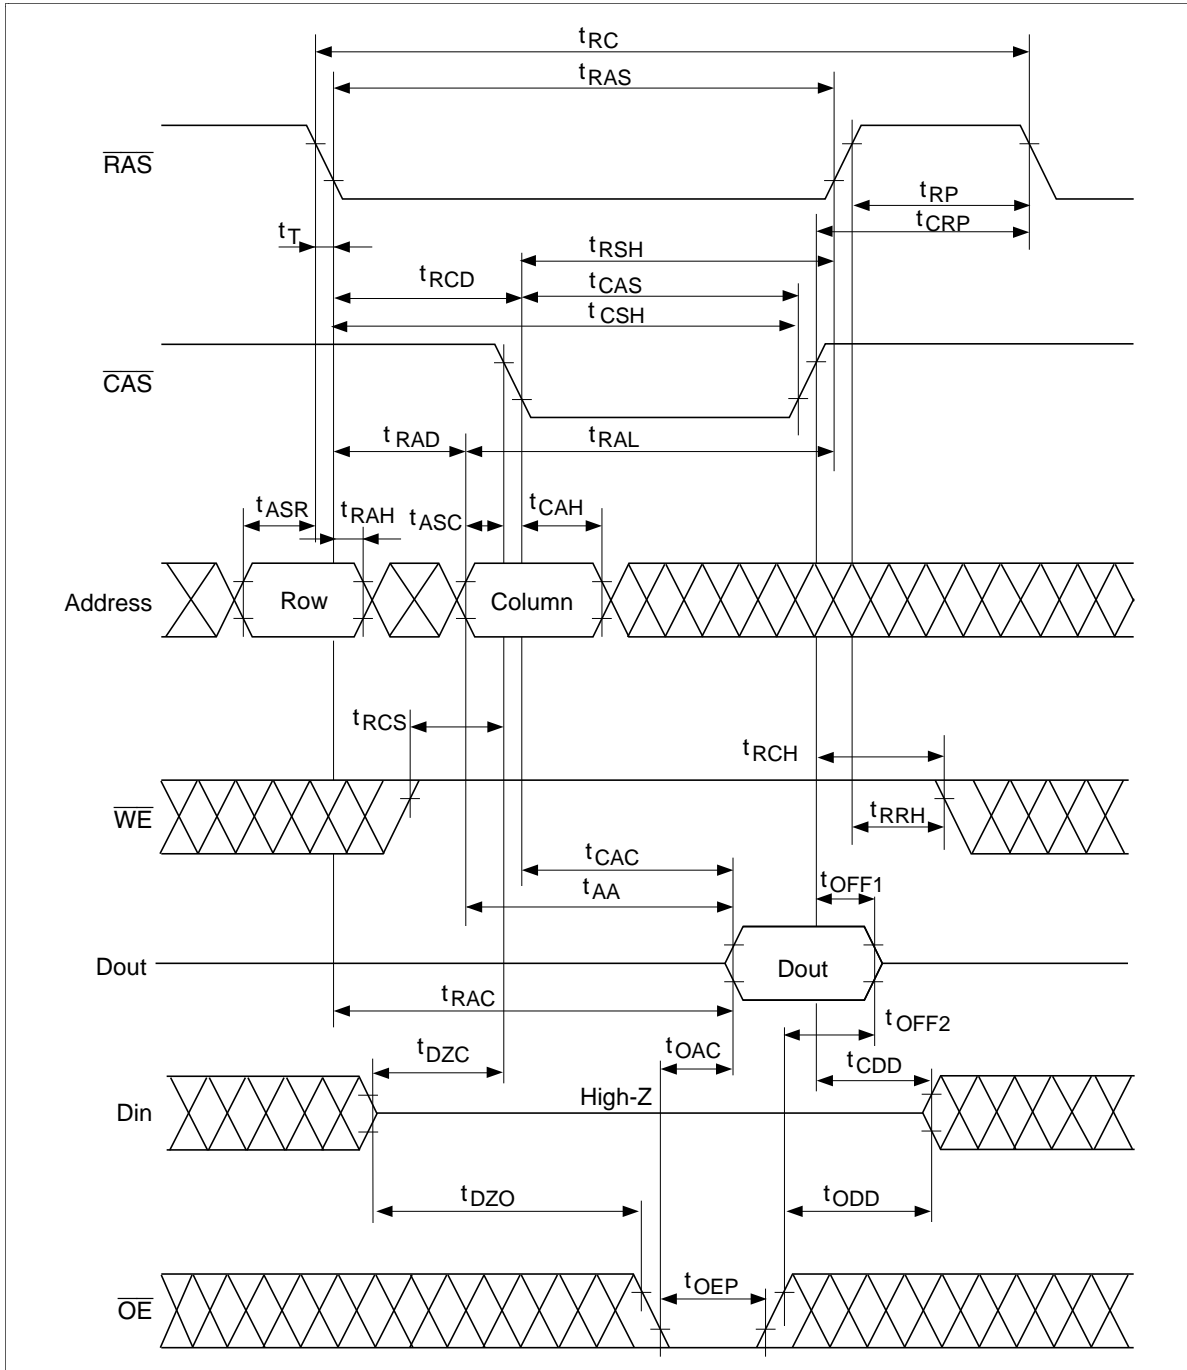 tRC
tRAS
RAS
tRP
tCRP
tT
tRSH
tRCD
tCAS
tCSH
CAS
tRAD
tRAL
tASR
tRAH
tASC
tCAH
Address
Row
Column
tRCS
tRCH
WE
tRRH
tCAC
tOFF1
tAA
Dout
Dout
tRAC
tOFF2
tDZC
tOAC
tCDD
High-Z
Din
tDZO
tODD
tOEP
OE